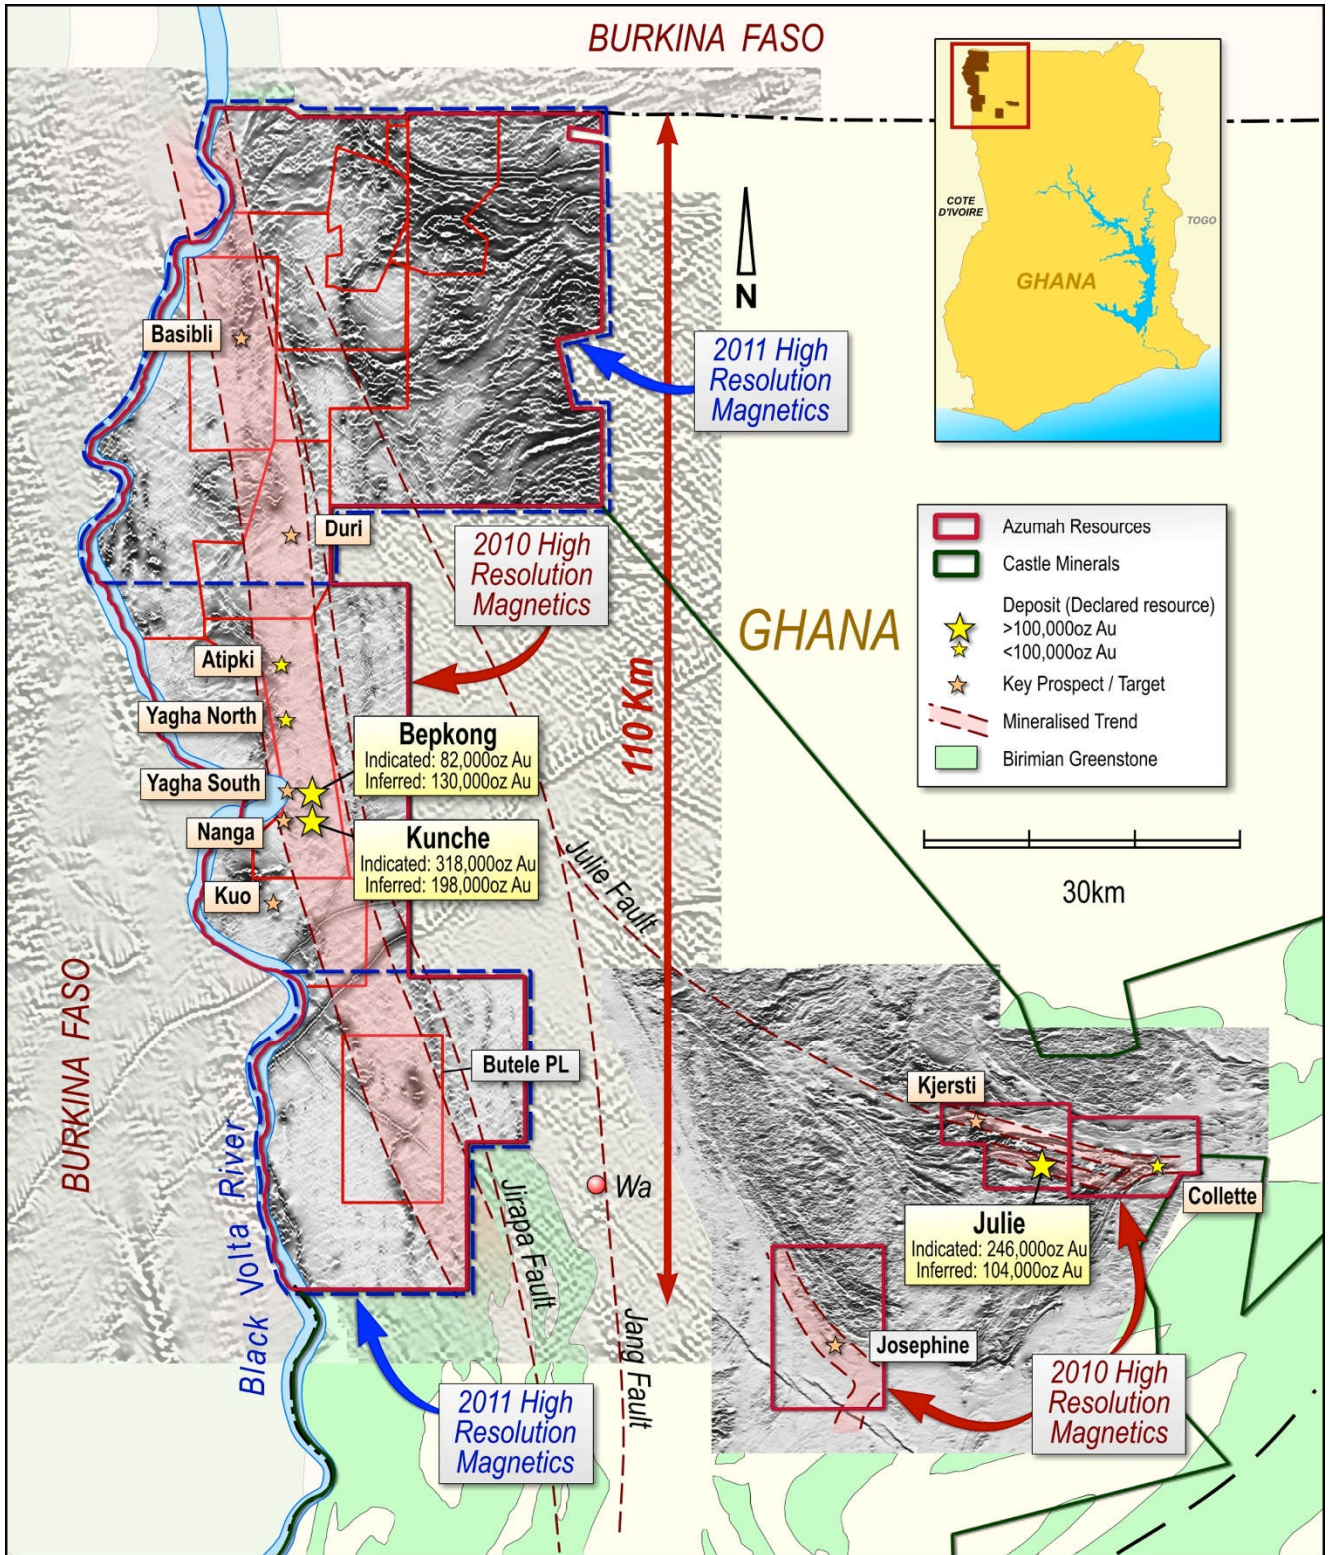 BURKINA FASO
COTE
D'IVOIRE
TOGO
GHANA
N
Basibli
2011 High
Resolution
Magnetics
Duri
2010 High
Resolution
Magnetics
GHANA
Azumah Resources
Castle Minerals
Deposit (Declared resource)
>100,000oz Au
<100,000oz Au
Key Prospect / Target
Mineralised Trend
Birimian Greenstone
30km
110 Km
Atipki
Yagha North
Bepkong
Indicated: 82,000oz Au
Inferred: 130,000oz Au
Yagha South
Nanga
Kunche
Indicated: 318,000oz Au
Inferred: 198,000oz Au
Kuo
Julie Fault
BURKINA FASO
Butele PL
Kjersti
Wa
Black Volta River
Jirapa Fault
Jang Fault
Collette
Julie
Indicated: 246,000oz Au
Inferred: 104,000oz Au
Josephine
2011 High
Resolution
Magnetics
2010 High
Resolution
Magnetics